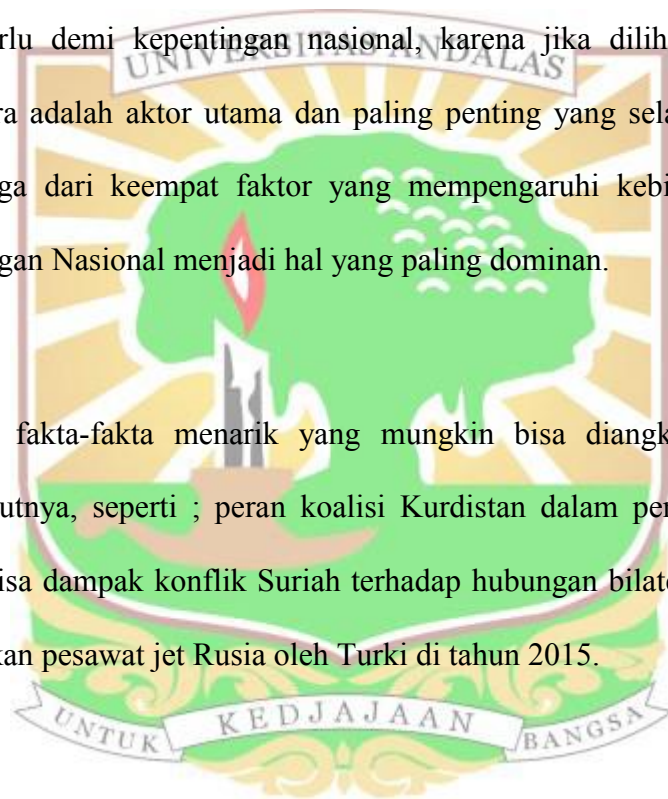 rlu demi kepentingan nasional, karena jika dilih
UNIVERSITAS ANDALAS
ra adalah aktor utama dan paling penting yang sela
ga dari keempat faktor yang mempengaruhi kebi
gan Nasional menjadi hal yang paling dominan.
fakta-fakta menarik yang mungkin bisa diangk
utnya, seperti ; peran koalisi Kurdistan dalam per
isa dampak konflik Suriah terhadap hubungan bilat
kan pesawat jet Rusia oleh Turki di tahun 2015.
UNTUK KEDJAJAAN BANGSA